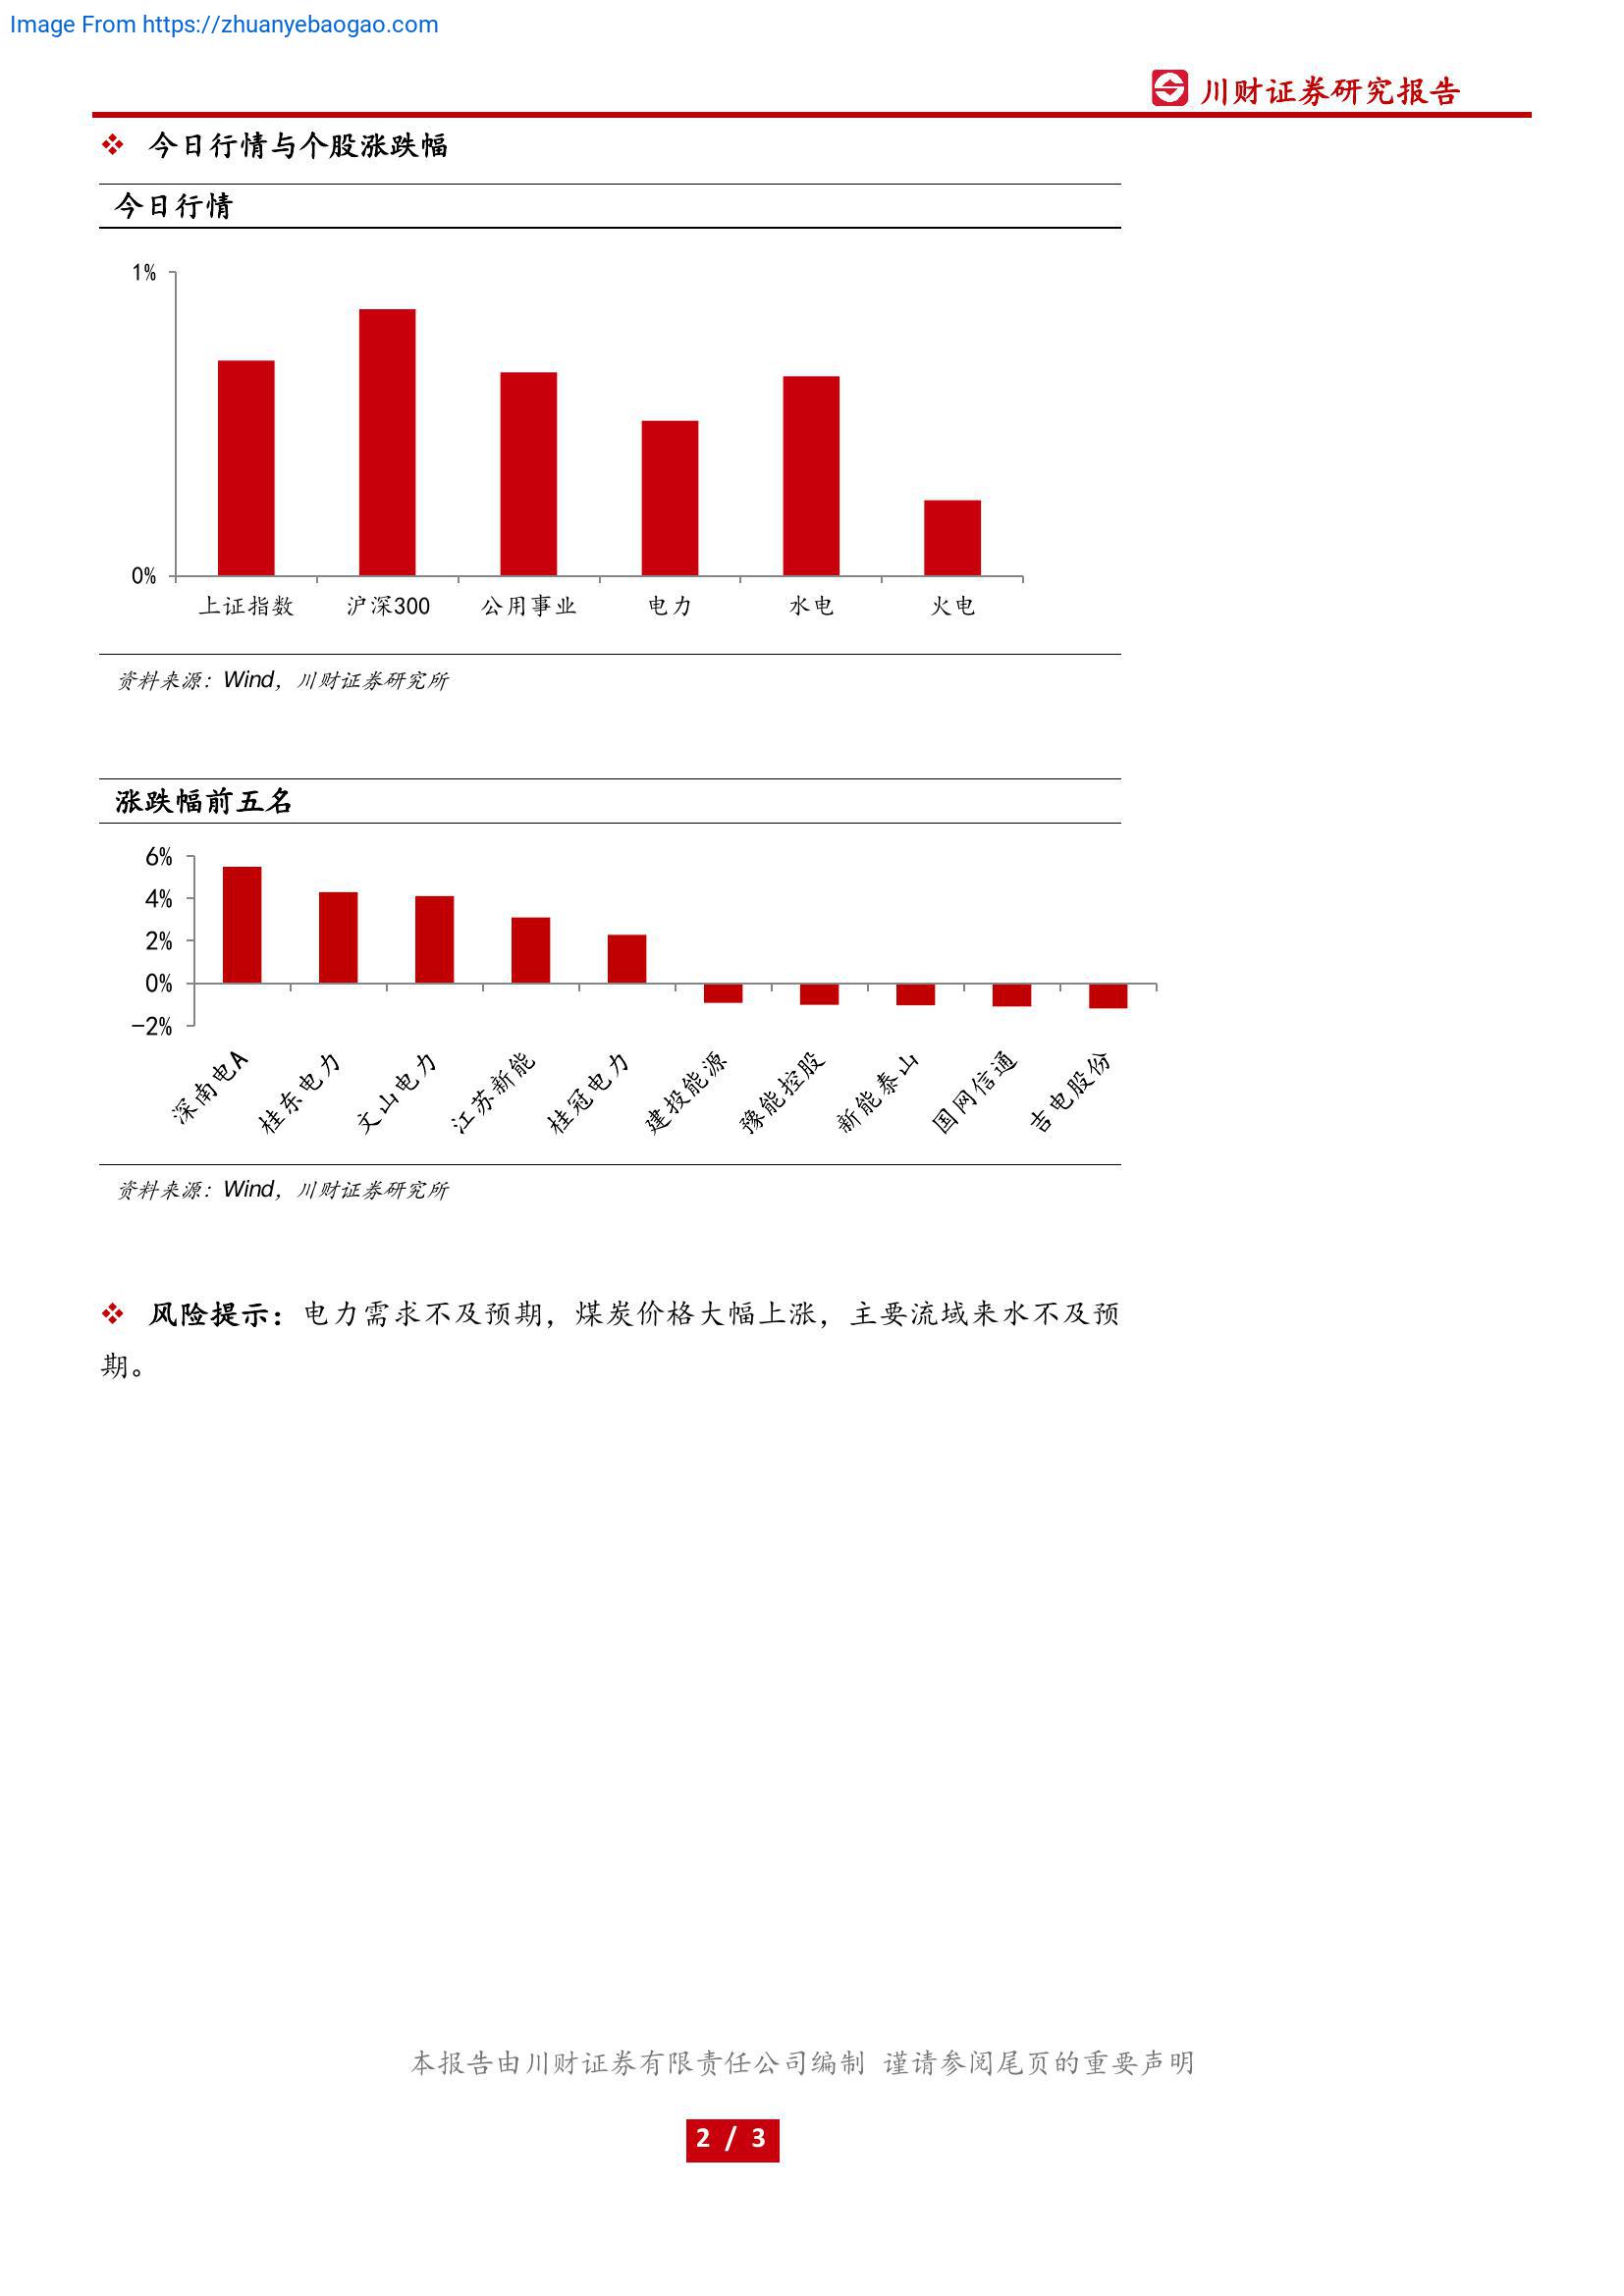 Image From https://zhuanyebaogao.com
川财证券研究报告
❖ 今日行情与个股涨跌幅
今日行情
1%
0%
上证指数 沪深300 公用事业 电力 水电 火电
资料来源：Wind，川财证券研究所
涨跌幅前五名
6%
4%
2%
0%
-2%
深南电A 桂东电力 文山电力 江苏新能 桂冠电力 建投能源 豫能控股 新能泰山 国网信通 吉电股份
资料来源：Wind，川财证券研究所
❖ 风险提示：电力需求不及预期，煤炭价格大幅上涨，主要流域来水不及预
期。
本报告由川财证券有限责任公司编制 谨请参阅尾页的重要声明
2 / 3